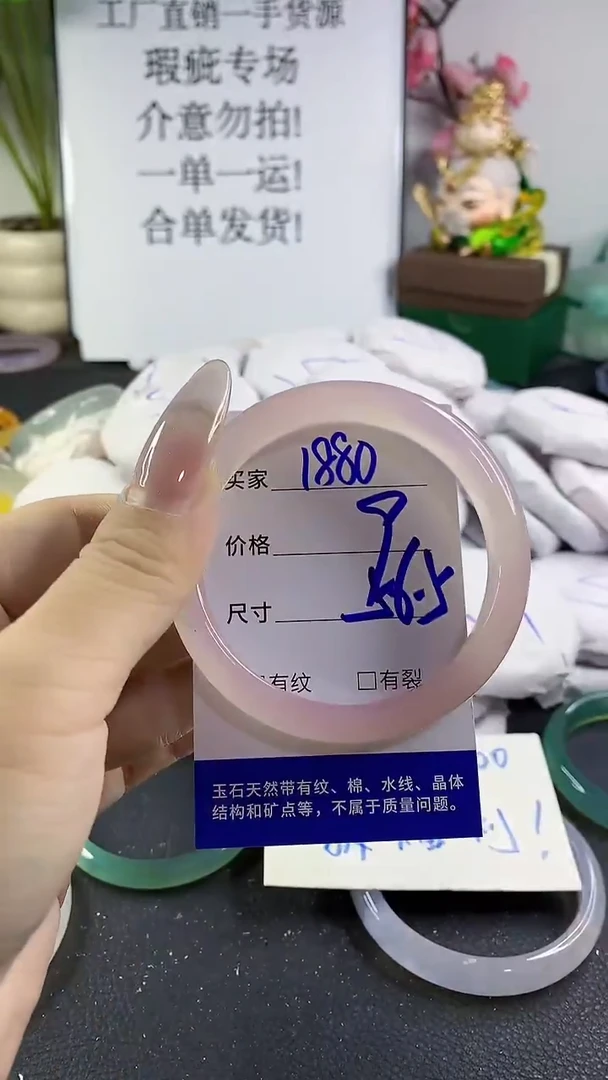 工厂直销一手货源
瑕疵专场
介意勿拍!
一单一运!
合单发货!
买家 1880
价格
尺寸 56
有纹 □有裂
玉石天然带有纹、棉、水线、晶体
结构和矿点等，不属于质量问题。